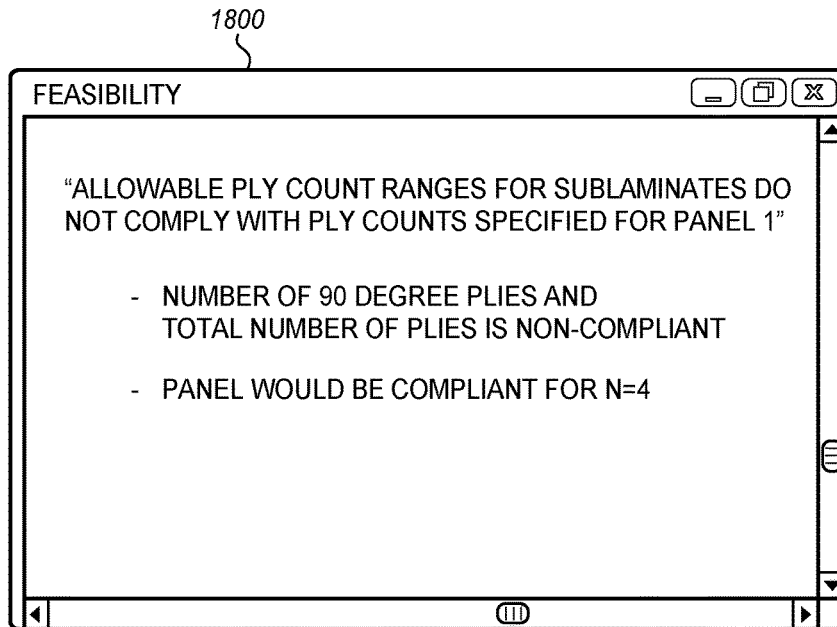 1800
FEASIBILITY
“ALLOWABLE PLY COUNT RANGES FOR SUBLAMINATES DO
NOT COMPLY WITH PLY COUNTS SPECIFIED FOR PANEL 1”
- NUMBER OF 90 DEGREE PLIES AND
TOTAL NUMBER OF PLIES IS NON-COMPLIANT
- PANEL WOULD BE COMPLIANT FOR N=4